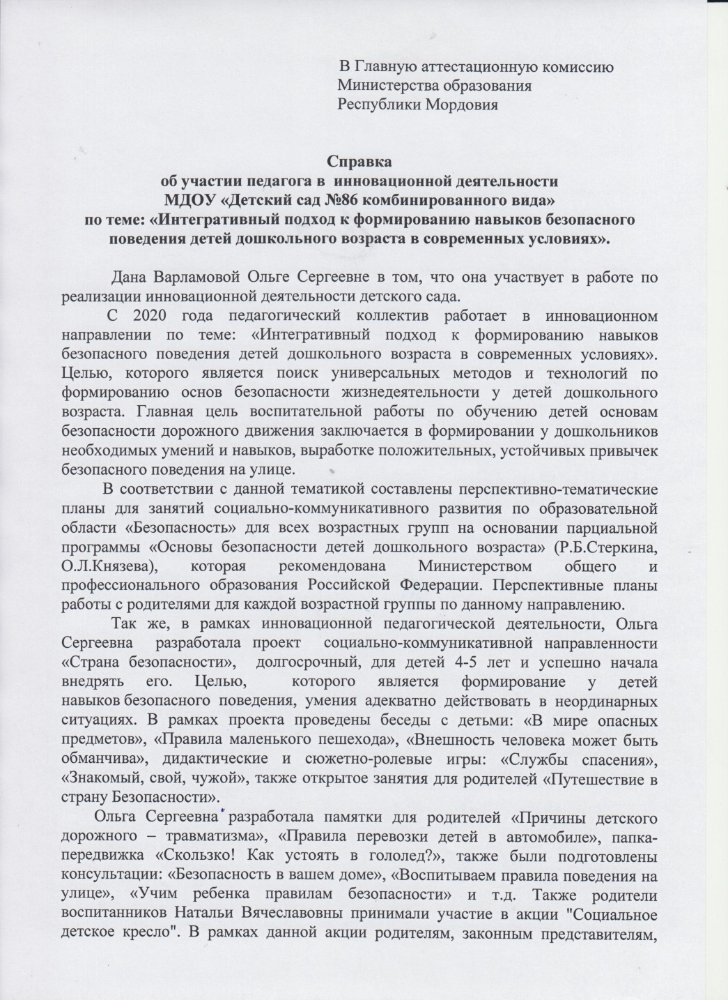 В Главную аттестационную комиссию
Министерства образования
Республики Мордовия
Справка
об участии педагога в инновационной деятельности
МДОУ «Детский сад №86 комбинированного вида»
по теме: «Интегративный подход к формированию навыков безопасного
поведения детей дошкольного возраста в современных условиях».
Дана Варламовой Ольге Сергеевне в том, что она участвует в работе по
реализации инновационной деятельности детского сада.
С 2020 года педагогический коллектив работает в инновационном
направлении по теме: «Интегративный подход к формированию навыков
безопасного поведения детей дошкольного возраста в современных условиях».
Целью, которого является поиск универсальных методов и технологий по
формированию основ безопасности жизнедеятельности у детей дошкольного
возраста. Главная цель воспитательной работы по обучению детей основам
безопасности дорожного движения заключается в формировании у дошкольников
необходимых умений и навыков, выработке положительных, устойчивых привычек
безопасного поведения на улице.
В соответствии с данной тематикой составлены перспективно-тематические
планы для занятий социально-коммуникативного развития по образовательной
области «Безопасность» для всех возрастных групп на основании парциальной
программы «Основы безопасности детей дошкольного возраста» (Р.Б.Стеркина,
О.Л.Князева), которая рекомендована Министерством общего и
профессионального образования Российской Федерации. Перспективные планы
работы с родителями для каждой возрастной группы по данному направлению.
Так же, в рамках инновационной педагогической деятельности, Ольга
Сергеевна разработала проект социально-коммуникативной направленности
«Страна безопасности», долгосрочный, для детей 4-5 лет и успешно начала
внедрять его. Целью, которого является формирование у детей
навыков безопасного поведения, умения адекватно действовать в неординарных
ситуациях. В рамках проекта проведены беседы с детьми: «В мире опасных
предметов», «Правила маленького пешехода», «Внешность человека может быть
обманчива», дидактические и сюжетно-ролевые игры: «Службы спасения»,
«Знакомый, свой, чужой», также открытое занятия для родителей «Путешествие в
страну Безопасности».
Ольга Сергеевна разработала памятки для родителей «Причины детского
дорожного – травматизма», «Правила перевозки детей в автомобиле», папка-
передвижка «Скользко! Как устоять в гололед?», также были подготовлены
консультации: «Безопасность в вашем доме», «Воспитываем правила поведения на
улице», «Учим ребенка правилам безопасности» и т.д. Также родители
воспитанников Натальи Вячеславовны принимали участие в акции "Социальное
детское кресло". В рамках данной акции родителям, законным представителям,